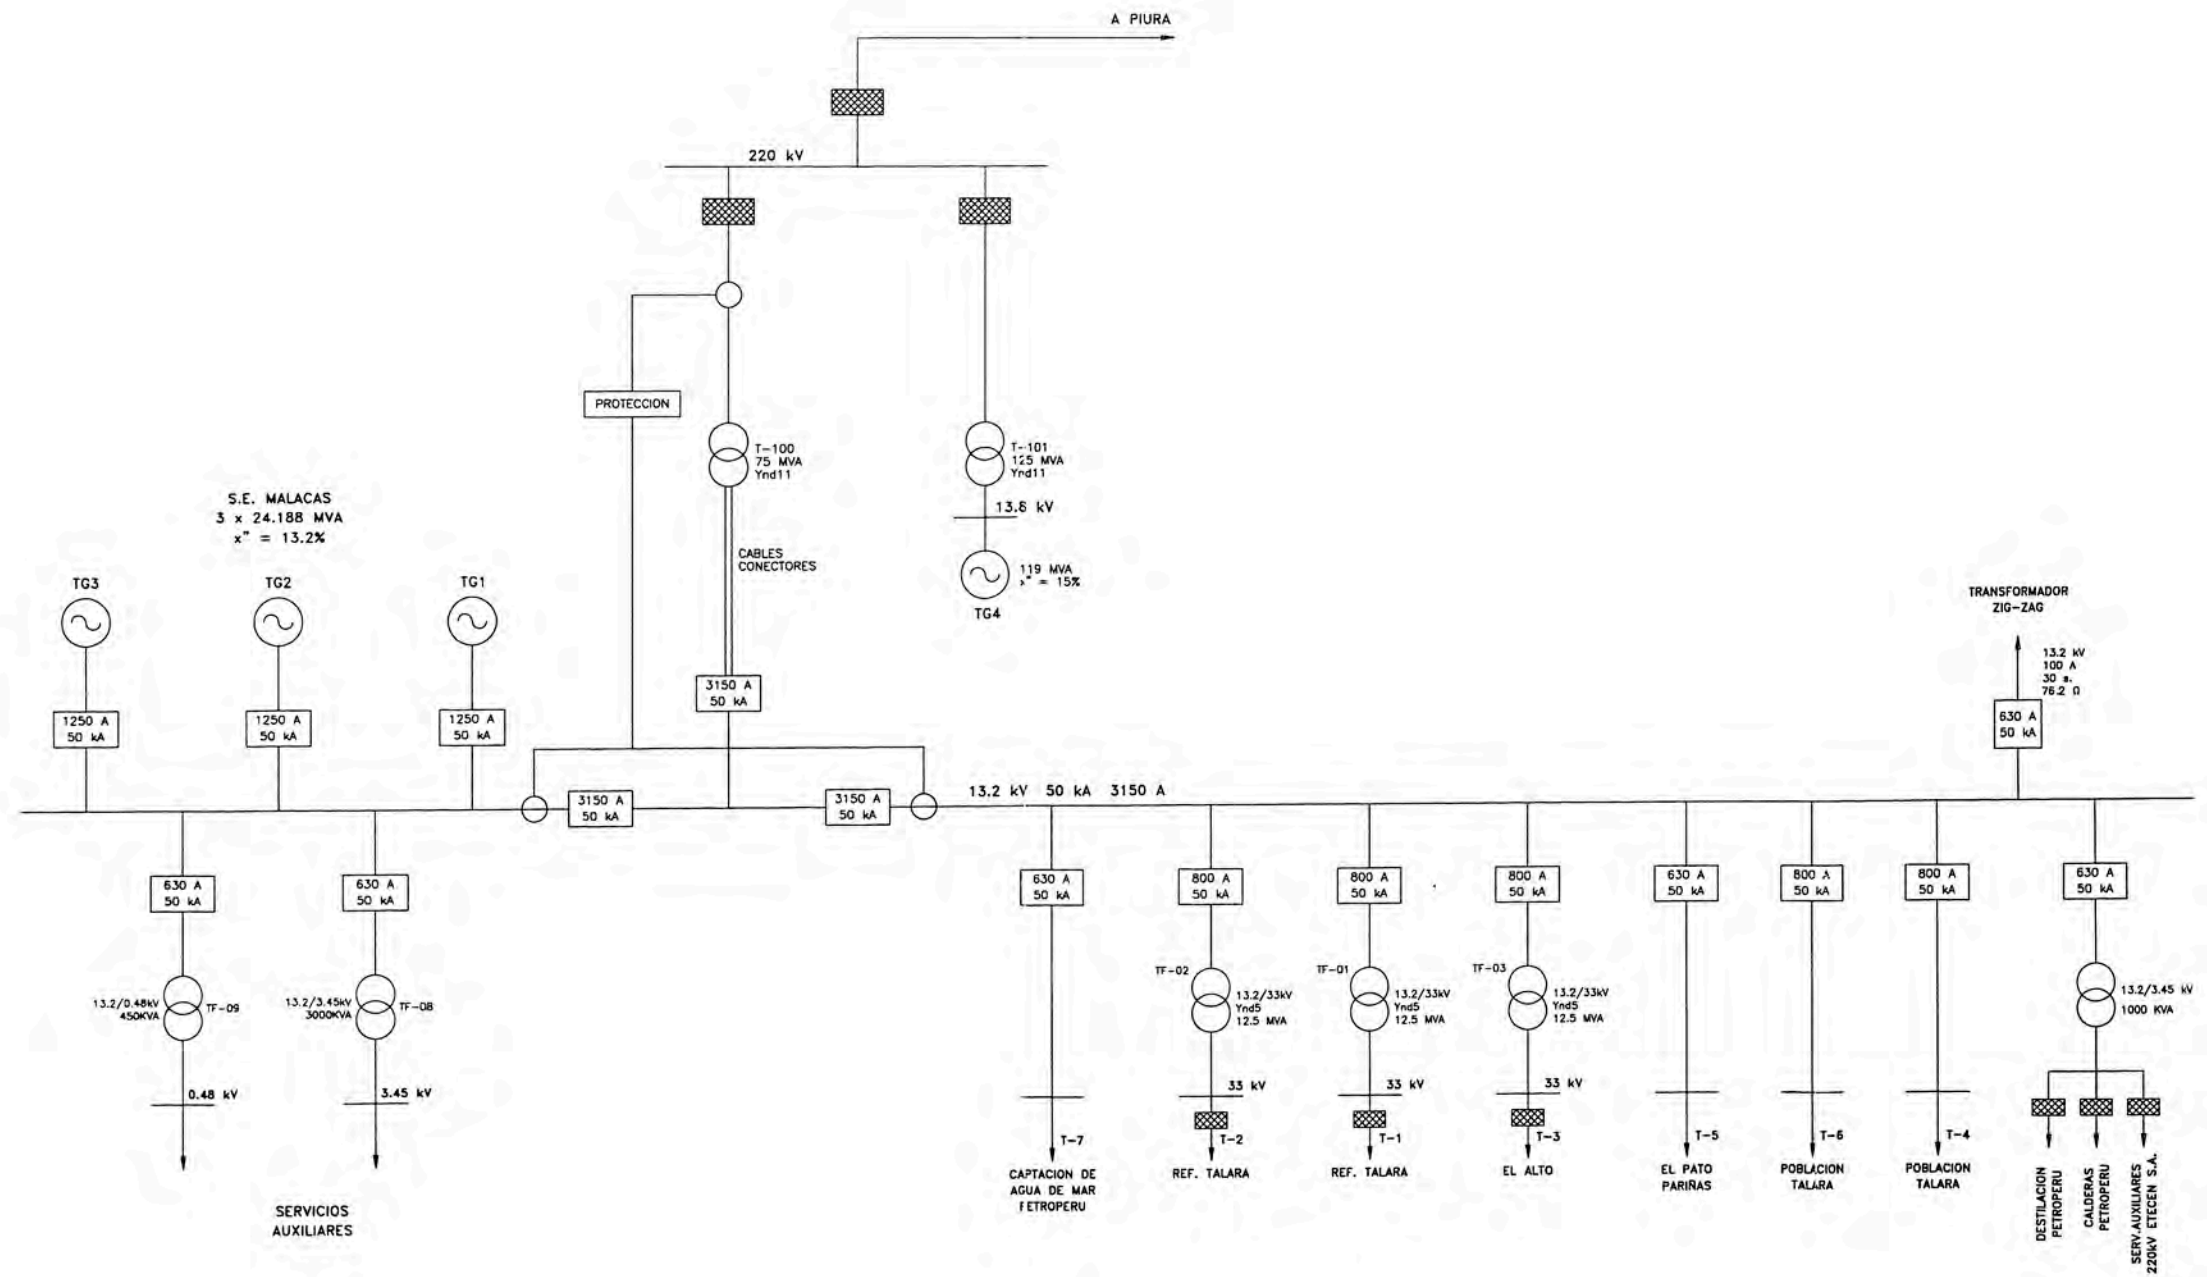 A PIURA
220 kV
PROTECCION
T-100
75 MVA
Ynd11
T-101
125 MVA
Ynd11
13.8 kV
119 MVA
x" = 15%
TG4
S.E. MALACAS
3 x 24.188 MVA
x" = 13.2%
CABLES
CONECTORES
TG3
TG2
TG1
TRANSFORMADOR
ZIG-ZAG
13.2 kV
100 A
30 s.
76.2 Ω
1250 A
50 kA
1250 A
50 kA
1250 A
50 kA
3150 A
50 kA
630 A
50 kA
3150 A
50 kA
3150 A
50 kA
13.2 kV 50 kA 3150 A
630 A
50 kA
630 A
50 kA
630 A
50 kA
800 A
50 kA
800 A
50 kA
800 A
50 kA
630 A
50 kA
800 A
50 kA
800 A
50 kA
630 A
50 kA
13.2/0.48kV
450KVA
TF-09
13.2/3.45kV
3000KVA
TF-08
TF-02
13.2/33kV
Ynd5
12.5 MVA
TF-01
13.2/33kV
Ynd5
12.5 MVA
TF-03
13.2/33kV
Ynd5
12.5 MVA
13.2/3.45 kV
1000 KVA
0.48 kV
3.45 kV
33 kV
33 kV
33 kV
T-7
T-2
T-1
T-3
T-5
T-6
T-4
CAPTACION DE
AGUA DE MAR
PETROPERU
REF. TALARA
REF. TALARA
EL ALTO
EL PATO
PARIÑAS
POBLACION
TALARA
POBLACION
TALARA
DESTILACION
PETROPERU
CALDERAS
PETROPERU
SERV.AUXILIARES
220kV ETECEN S.A.
SERVICIOS
AUXILIARES